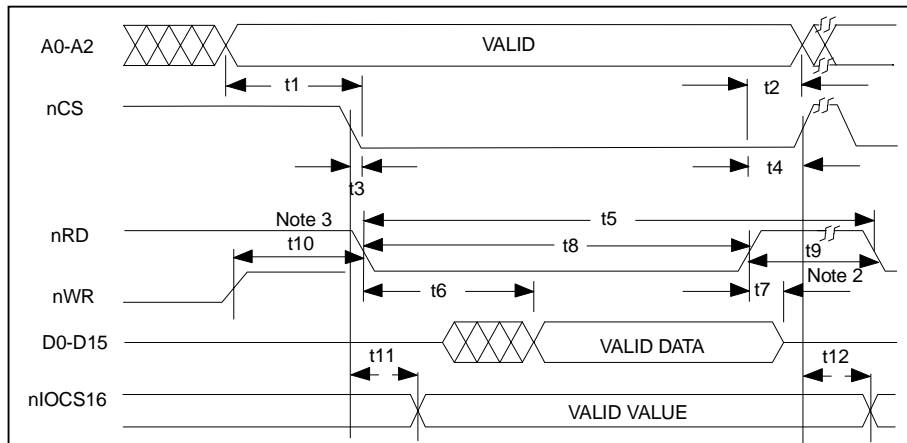 A0-A2
VALID
t1
t2
nCS
t3
t4
Note 3
t5
nRD
t10
t8
t9
nWR
t6
t7
Note 2
D0-D15
VALID DATA
t11
t12
nIOCS16
VALID VALUE